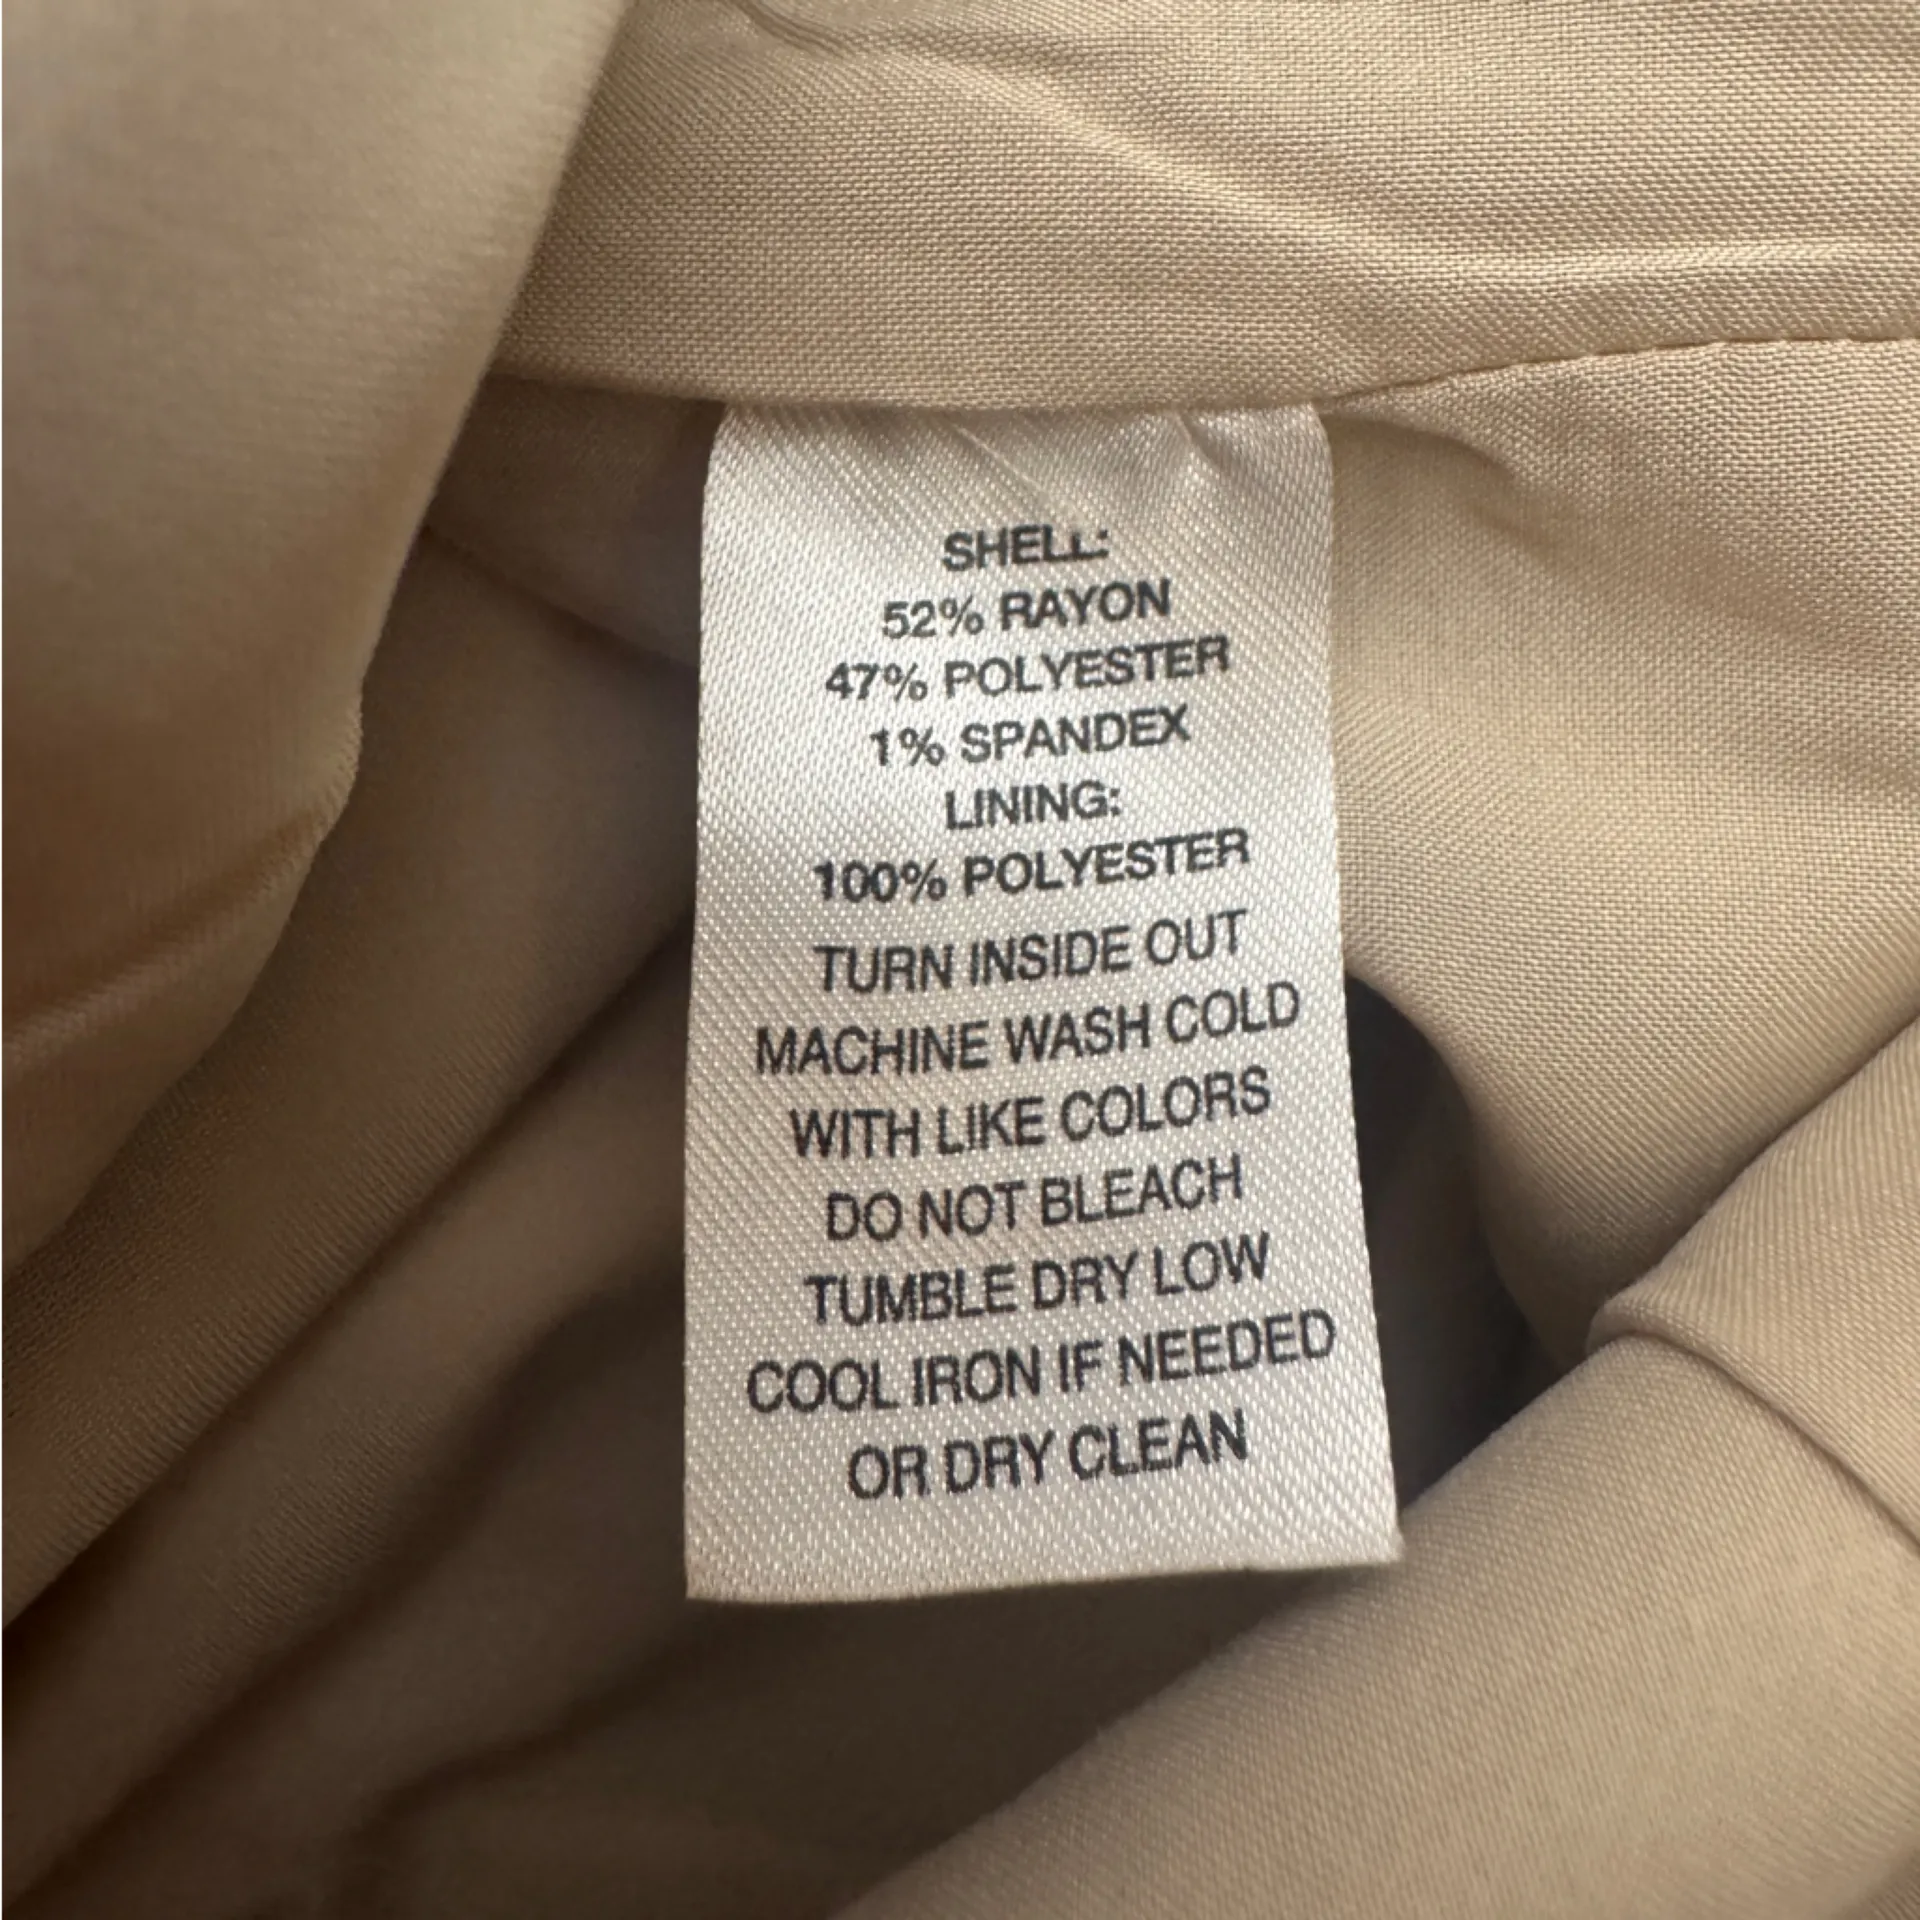 SHELL:
52% RAYON
47% POLYESTER
1% SPANDEX
LINING:
100% POLYESTER
TURN INSIDE OUT
MACHINE WASH COLD
WITH LIKE COLORS
DO NOT BLEACH
TUMBLE DRY LOW
COOL IRON IF NEEDED
OR DRY CLEAN